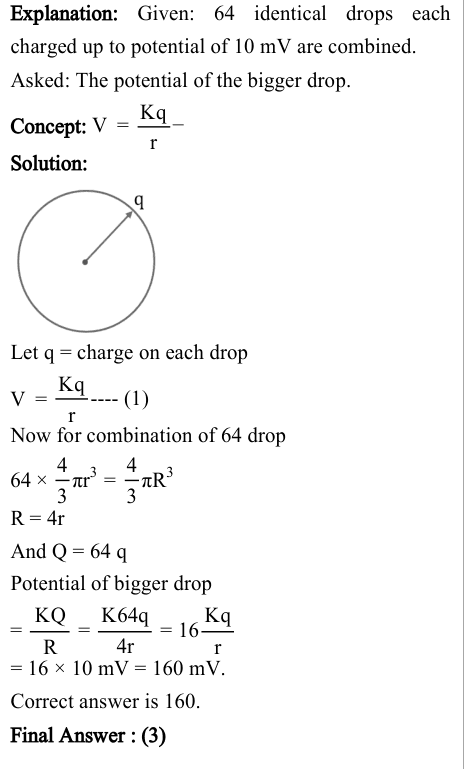 Explanation: Given: 64 identical drops each
charged up to potential of 10 mV are combined.
Asked: The potential of the bigger drop.
Concept: V = Kq/r –
Solution:
q
Let q = charge on each drop
V = Kq/r ---- (1)
Now for combination of 64 drop
64 × 4/3 πr³ = 4/3 πR³
R = 4r
And Q = 64 q
Potential of bigger drop
= KQ/R = K64q/4r = 16 Kq/r
= 16 × 10 mV = 160 mV.
Correct answer is 160.
Final Answer : (3)